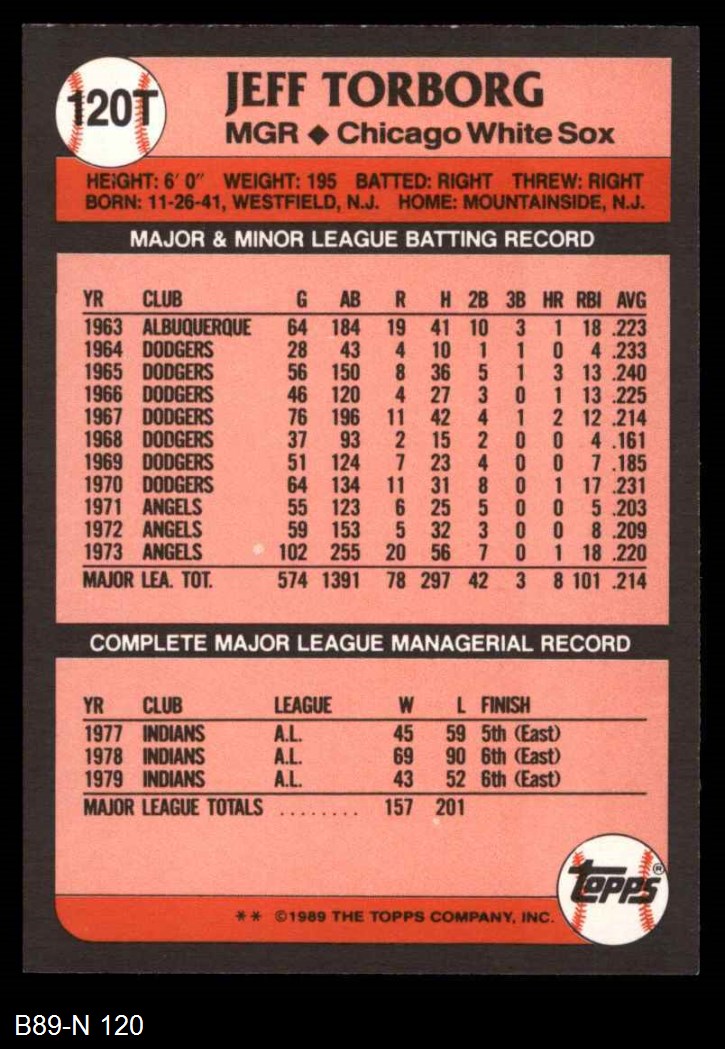 120T
JEFF TORBORG
MGR ◆ Chicago White Sox
HEIGHT: 6' 0" WEIGHT: 195 BATTED: RIGHT THREW: RIGHT
BORN: 11-26-41, WESTFIELD, N.J. HOME: MOUNTAINSIDE, N.J.
MAJOR & MINOR LEAGUE BATTING RECORD
YR CLUB G AB R H 2B 3B HR RBI AVG
1963 ALBUQUERQUE 64 184 19 41 10 3 1 18 .223
1964 DODGERS 28 43 4 10 1 1 0 4 .233
1965 DODGERS 56 150 8 36 5 1 3 13 .240
1966 DODGERS 46 120 4 27 3 0 1 13 .225
1967 DODGERS 76 196 11 42 4 1 2 12 .214
1968 DODGERS 37 93 2 15 2 0 0 4 .161
1969 DODGERS 51 124 7 23 4 0 0 7 .185
1970 DODGERS 64 134 11 31 8 0 1 17 .231
1971 ANGELS 55 123 6 25 5 0 0 5 .203
1972 ANGELS 59 153 5 32 3 0 0 8 .209
1973 ANGELS 102 255 20 56 7 0 1 18 .220
MAJOR LEA. TOT. 574 1391 78 297 42 3 8 101 .214
COMPLETE MAJOR LEAGUE MANAGERIAL RECORD
YR CLUB LEAGUE W L FINISH
1977 INDIANS A.L. 45 59 5th (East)
1978 INDIANS A.L. 69 90 6th (East)
1979 INDIANS A.L. 43 52 6th (East)
MAJOR LEAGUE TOTALS ........ 157 201
topps®
** ©1989 THE TOPPS COMPANY, INC.
B89-N 120